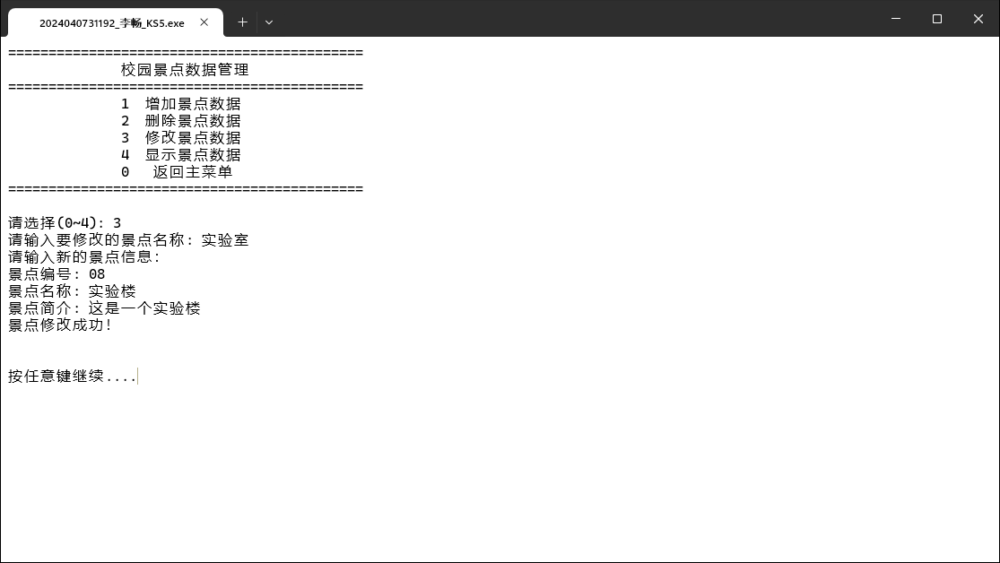 2024040731192_李畅_KS5.exe
============================================
校园景点数据管理
============================================
1 增加景点数据
2 删除景点数据
3 修改景点数据
4 显示景点数据
0 返回主菜单
============================================
请选择(0~4): 3
请输入要修改的景点名称: 实验室
请输入新的景点信息:
景点编号: 08
景点名称: 实验楼
景点简介: 这是一个实验楼
景点修改成功!
按任意键继续....